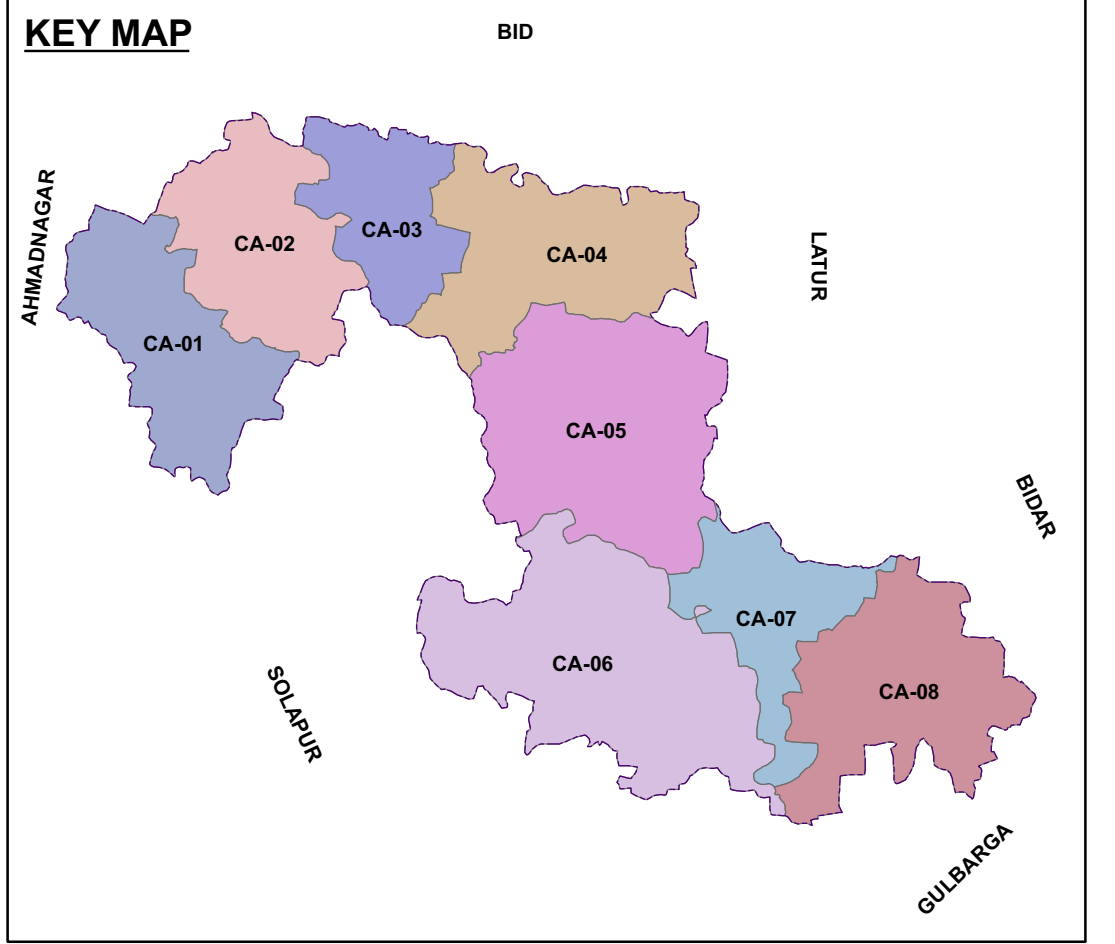 KEY MAP
BID
AHMADNAGAR
CA-02
CA-03
CA-04
LATUR
CA-01
CA-05
BIDAR
CA-07
CA-06
CA-08
SOLAPUR
GULBARGA